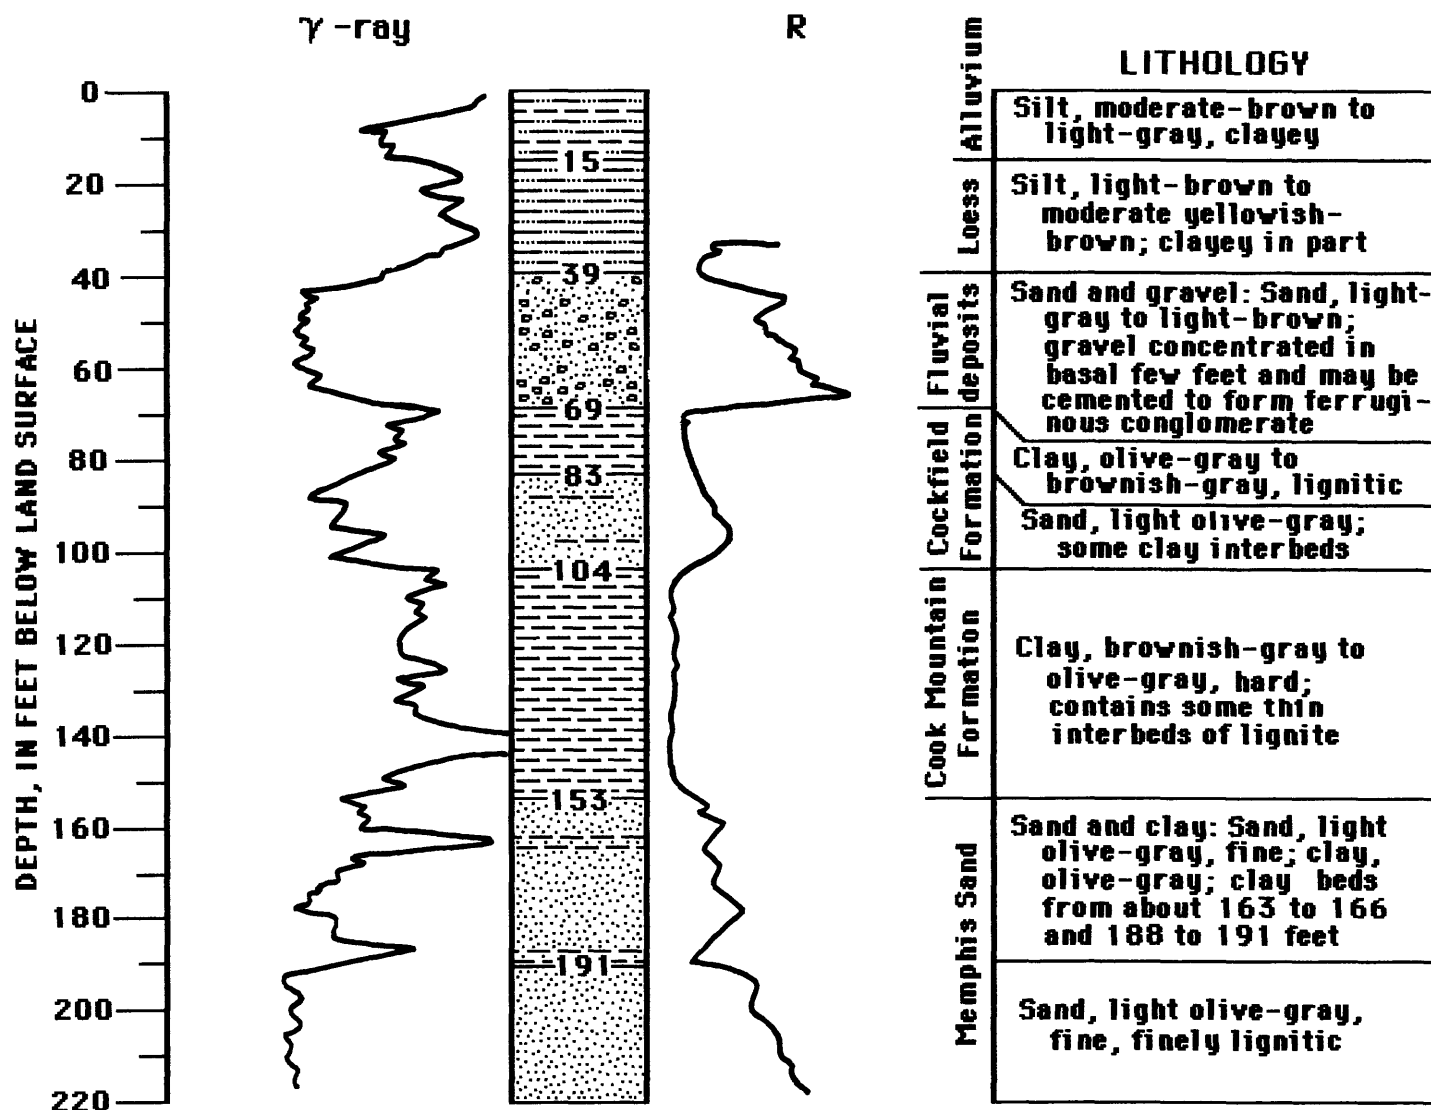 γ-ray
R
LITHOLOGY
DEPTH, IN FEET BELOW LAND SURFACE
0
20
40
60
80
100
120
140
160
180
200
220
15
39
69
83
104
153
191
Alluvium
Loess
Fluvial
deposits
Cockfield
Formation
Cook Mountain
Formation
Memphis Sand
Silt, moderate-brown to
light-gray, clayey
Silt, light-brown to
moderate yellowish-
brown; clayey in part
Sand and gravel: Sand, light-
gray to light-brown;
gravel concentrated in
basal few feet and may be
cemented to form ferrugi-
nous conglomerate
Clay, olive-gray to
brownish-gray, lignitic
Sand, light olive-gray;
some clay interbeds
Clay, brownish-gray to
olive-gray, hard;
contains some thin
interbeds of lignite
Sand and clay: Sand, light
olive-gray, fine; clay,
olive-gray; clay beds
from about 163 to 166
and 188 to 191 feet
Sand, light olive-gray,
fine, finely lignitic